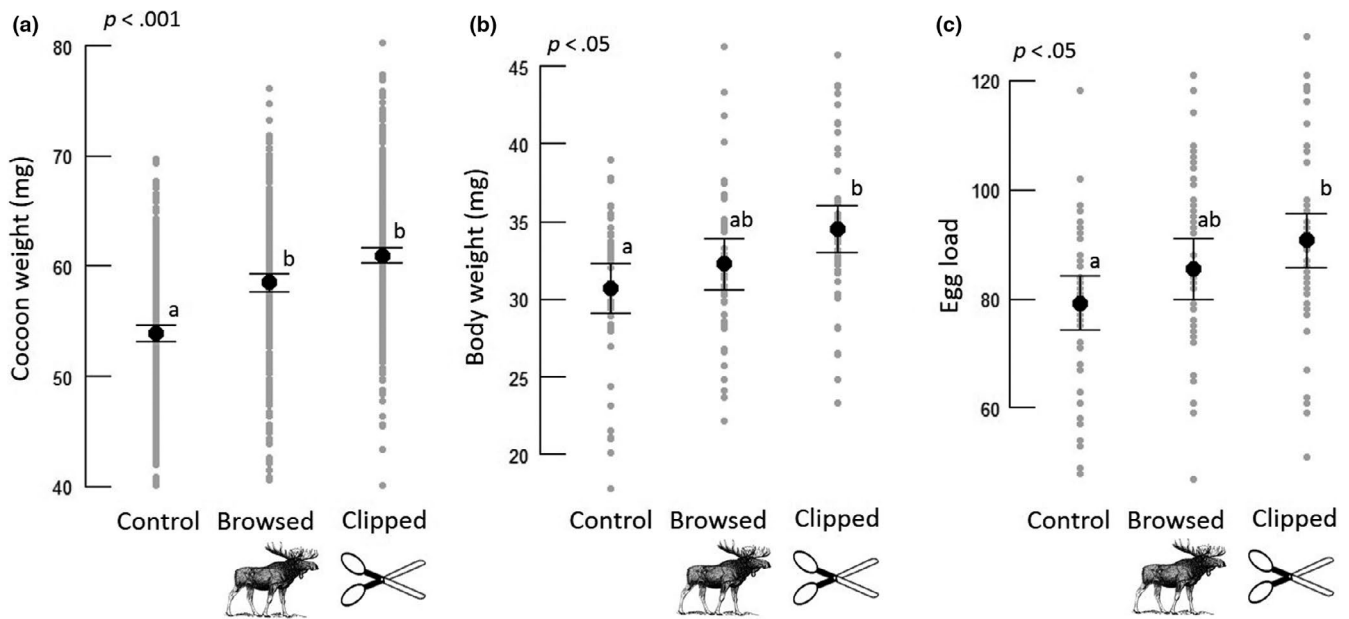 (a)
p < .001
Cocoon weight (mg)
80
70
60
50
40
a
b
b
Control Browsed Clipped
(b)
p < .05
Body weight (mg)
45
40
35
30
25
20
a
ab
b
Control Browsed Clipped
(c)
p < .05
Egg load
120
100
80
60
a
ab
b
Control Browsed Clipped